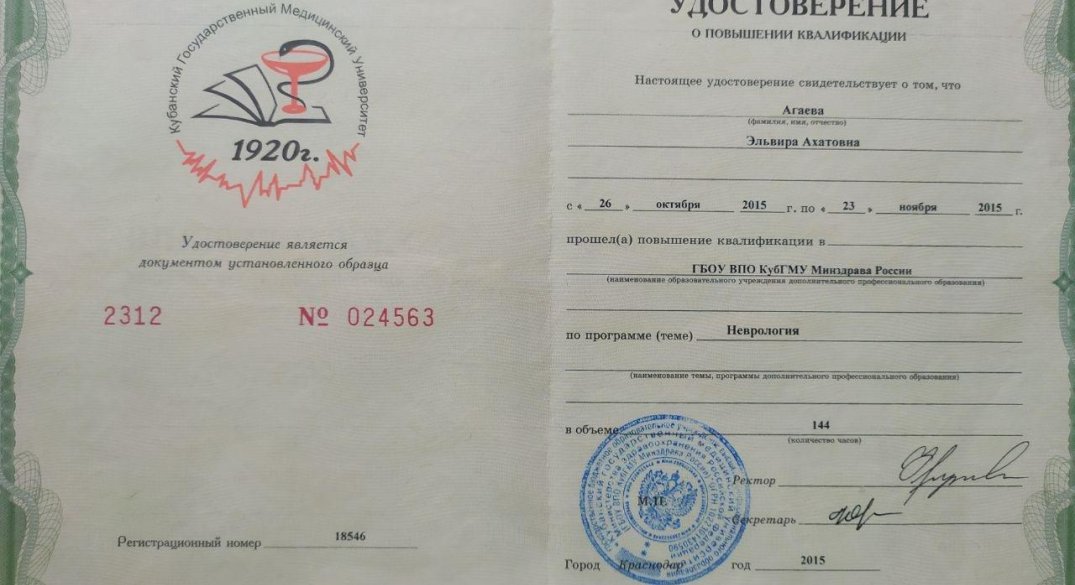 Кубанский Государственный Медицинский Университет
1920г.
Удостоверение является
документом установленного образца
2312 № 024563
Регистрационный номер 18546
УДОСТОВЕРЕНИЕ
О ПОВЫШЕНИИ КВАЛИФИКАЦИИ
Настоящее удостоверение свидетельствует о том, что
Агаева
(фамилия, имя, отчество)
Эльвира Ахатовна
с « 26 » октября 2015 г. по « 23 » ноября 2015 г.
прошел(а) повышение квалификации в
ГБОУ ВПО КубГМУ Минздрава России
(наименование образовательного учреждения дополнительного профессионального образования)
по программе (теме) Неврология
(наименование темы, программы дополнительного профессионального образования)
в объеме 144
(количество часов)
Ректор
М.П.
Секретарь
Город Краснодар год 2015